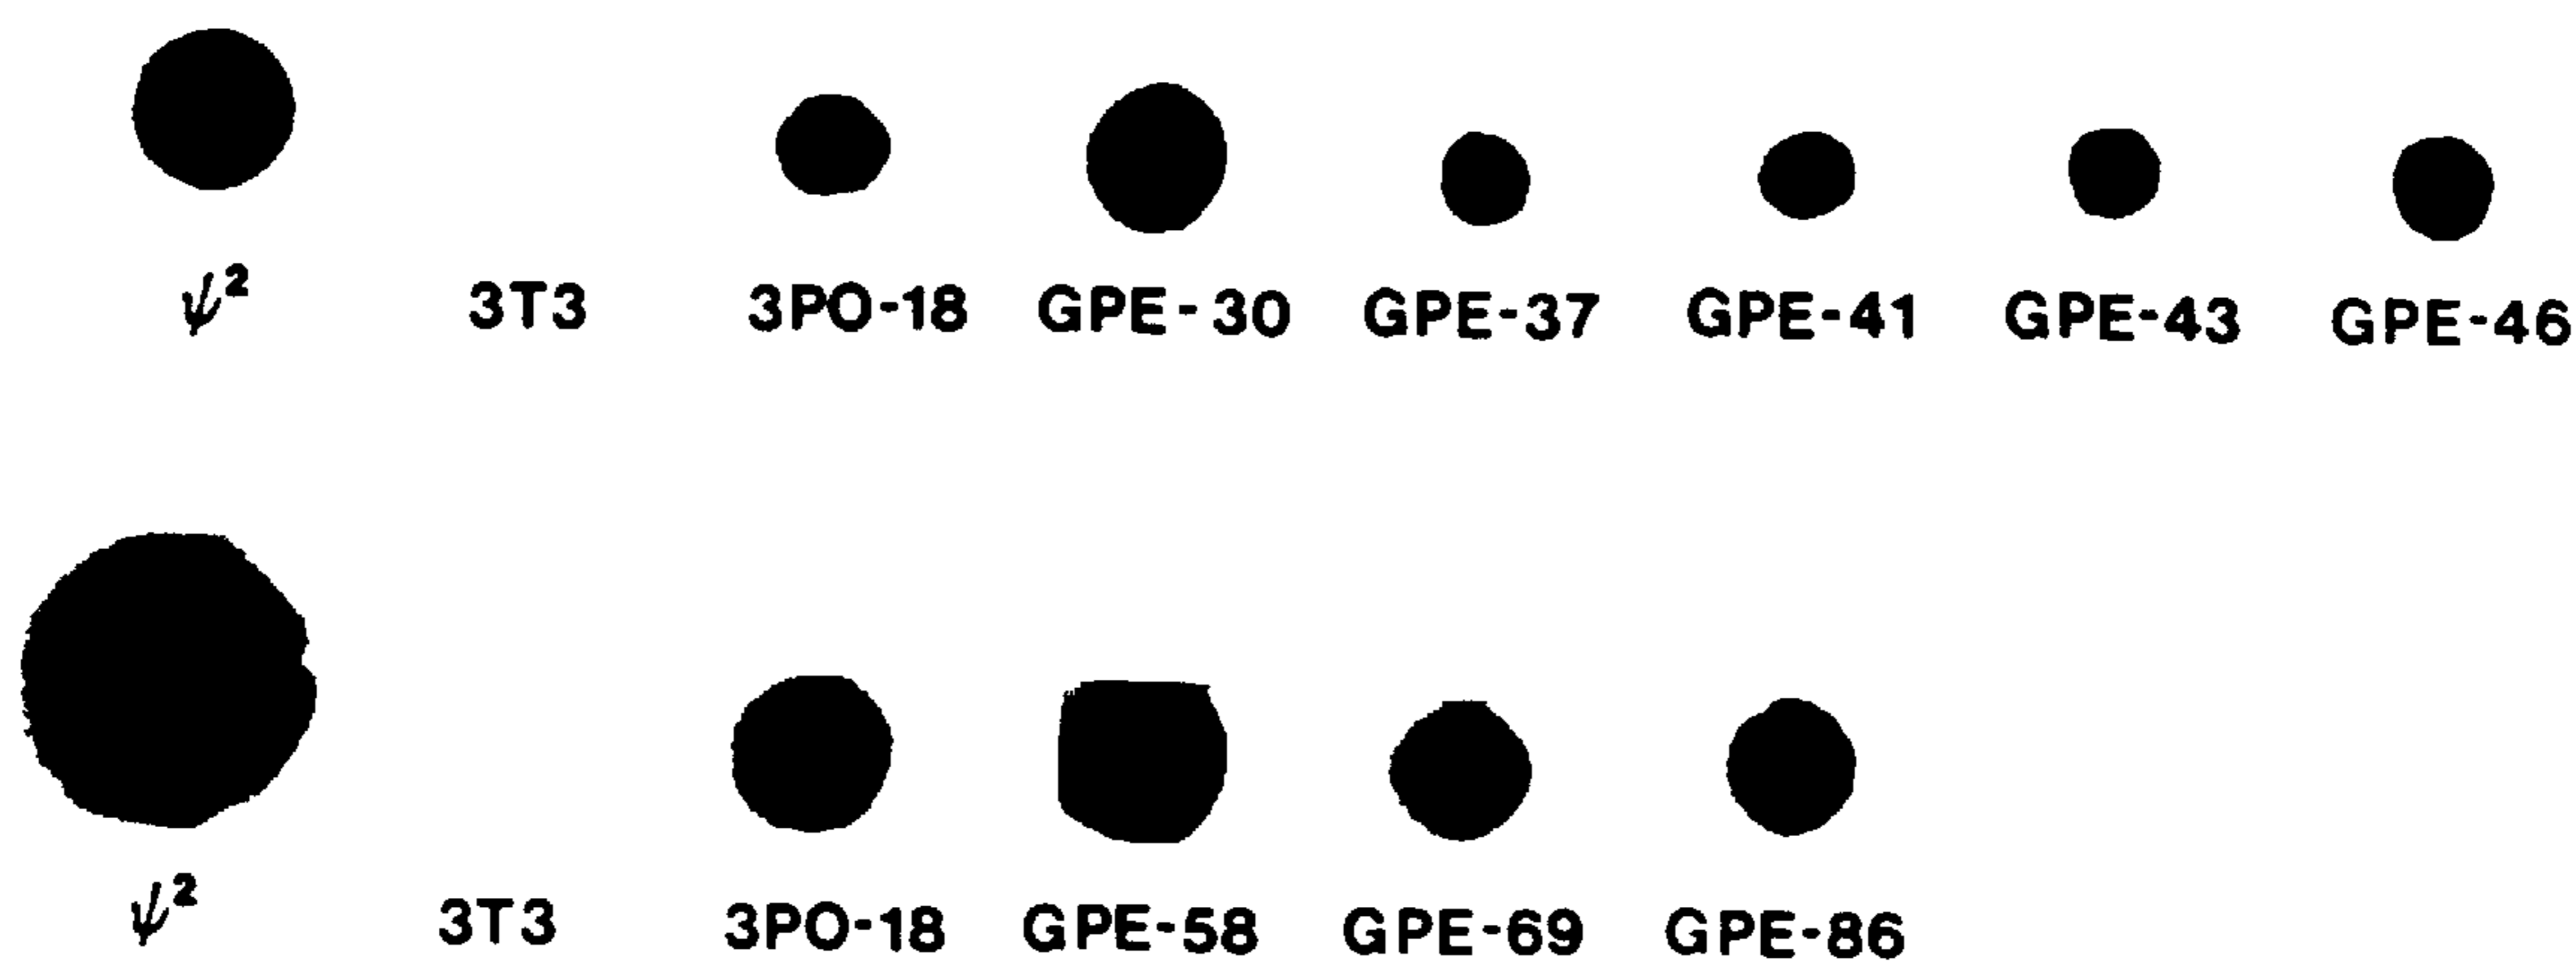 ψ² 3T3 3PO-18 GPE-30 GPE-37 GPE-41 GPE-43 GPE-46
ψ² 3T3 3PO-18 GPE-58 GPE-69 GPE-86